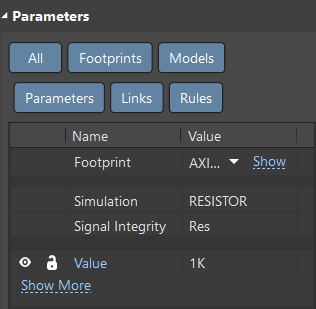 Parameters
All Footprints Models
Parameters Links Rules
Name Value
Footprint AXI... Show
Simulation RESISTOR
Signal Integrity Res
Value 1K
Show More